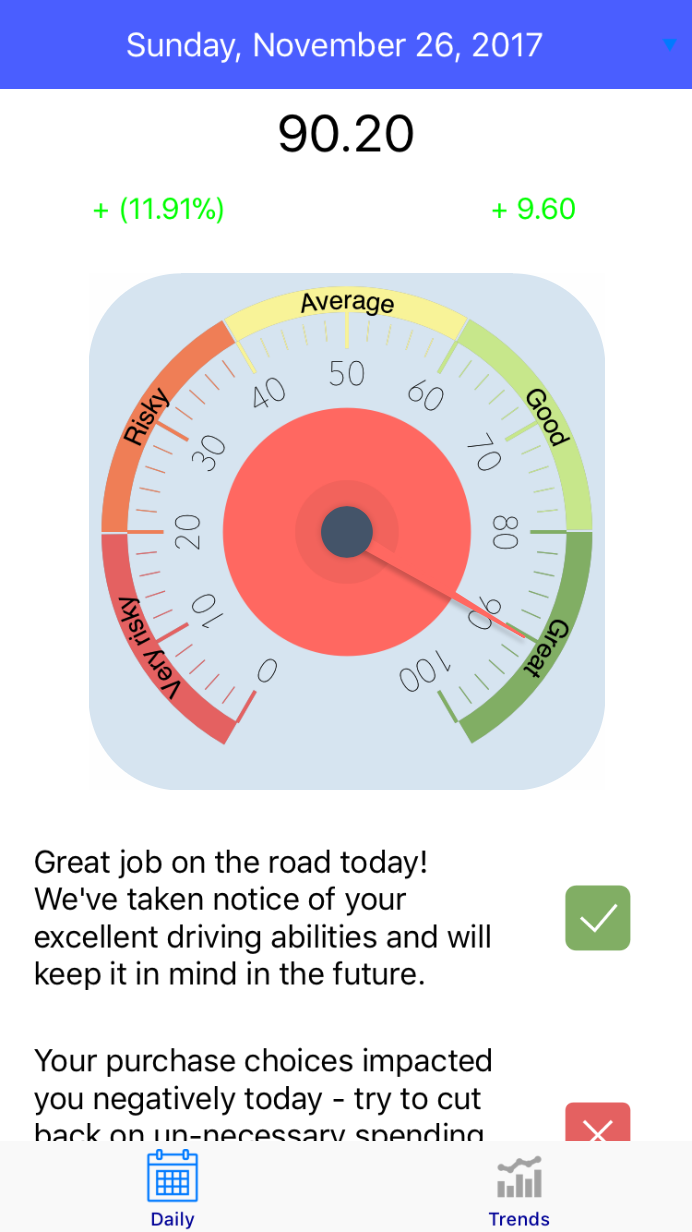 Sunday, November 26, 2017
90.20
+ (11.91%)
+ 9.60
Average
Risky
Good
Very risky
Great
0
10
20
30
40
50
60
70
80
90
100
Great job on the road today!
We've taken notice of your
excellent driving abilities and will
keep it in mind in the future.
Your purchase choices impacted
you negatively today - try to cut
back on un-necessary spending
Daily
Trends